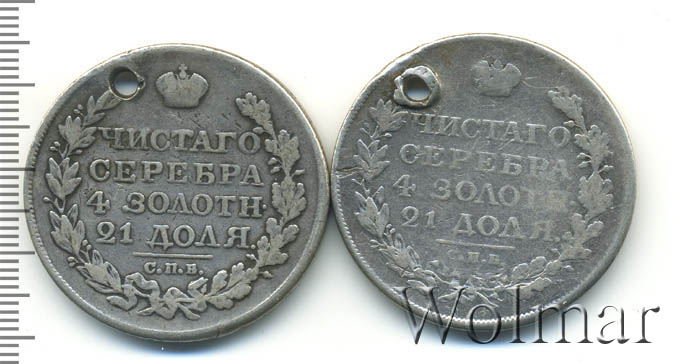 ЧИСТАГО
СЕРЕБРА
4 ЗОЛОТН.
21 ДОЛЯ.
С.П.Б.
ЧИСТАГО
СЕРЕБРА
4 ЗОЛОТН.
21 ДОЛЯ.
С.П.Б.
Wolmar